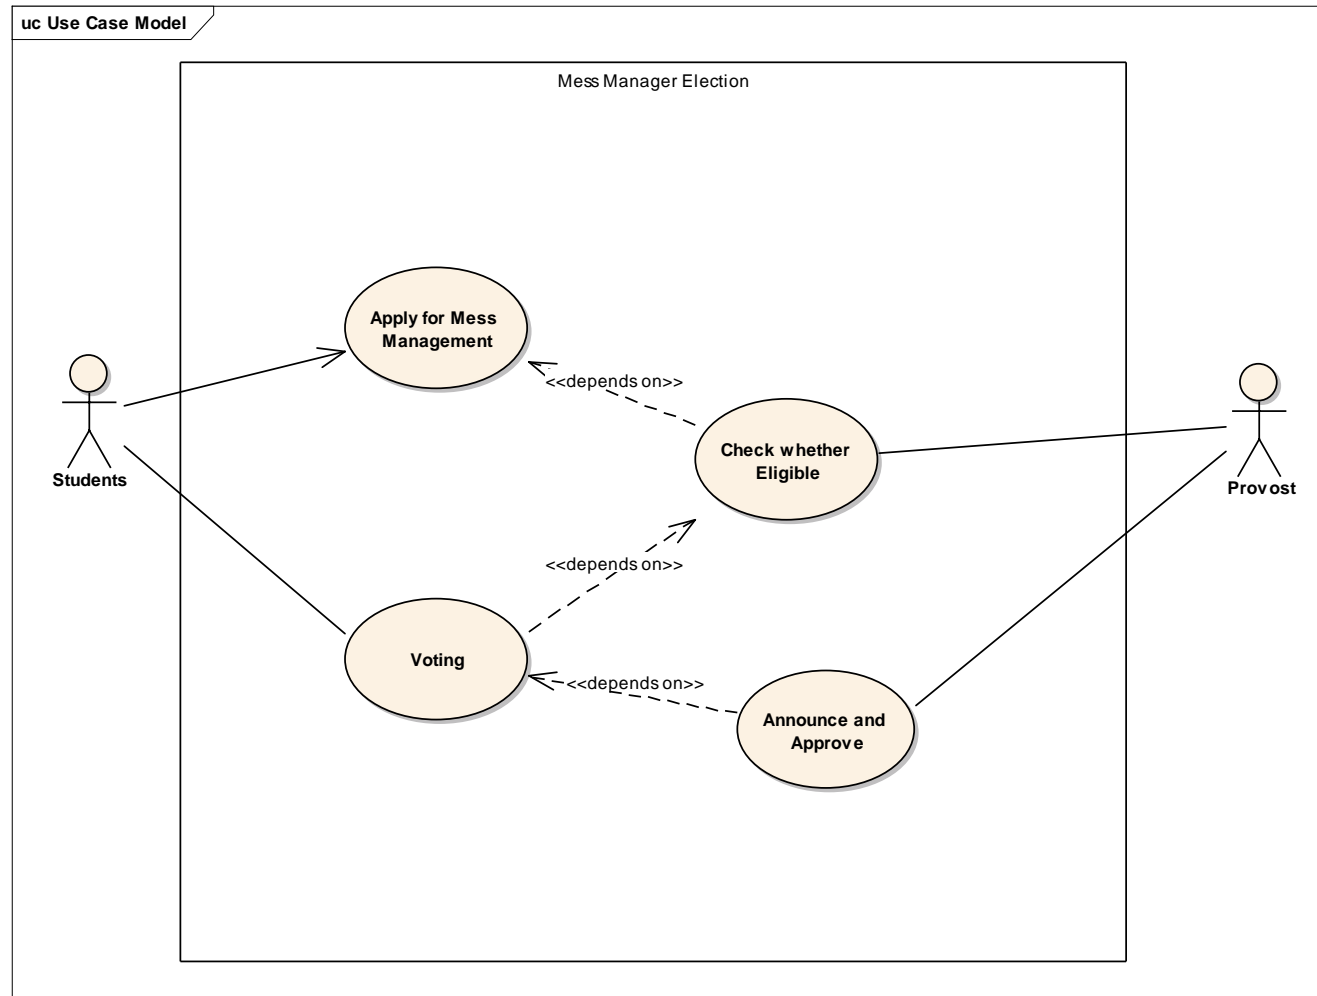 uc Use Case Model
Mess Manager Election
Apply for Mess
Management
<<depends on>>
Check whether
Eligible
Students
Provost
<<depends on>>
Voting
<<depends on>>
Announce and
Approve